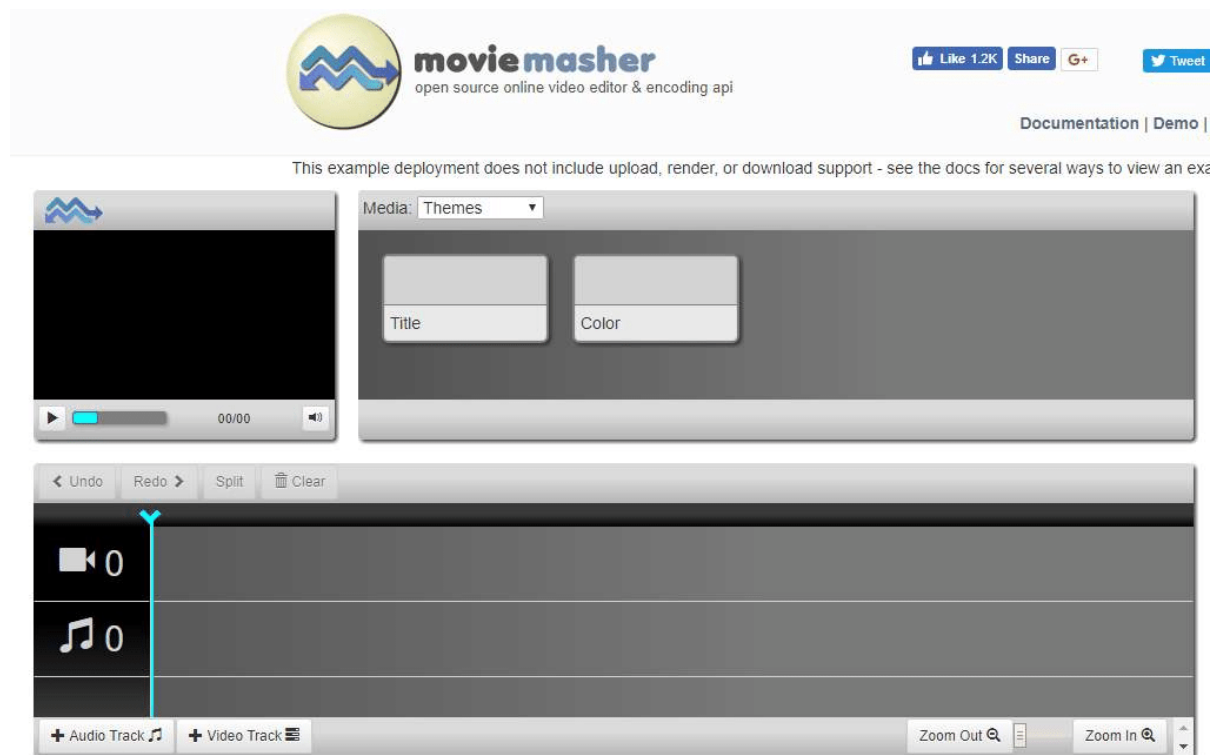 moviemasher
open source online video editor & encoding api
Like 1.2K Share G+ Tweet
Documentation | Demo |
This example deployment does not include upload, render, or download support - see the docs for several ways to view an exa
Media: Themes
Title
Color
00/00
Undo Redo Split Clear
0
0
Audio Track Video Track Zoom Out Zoom In